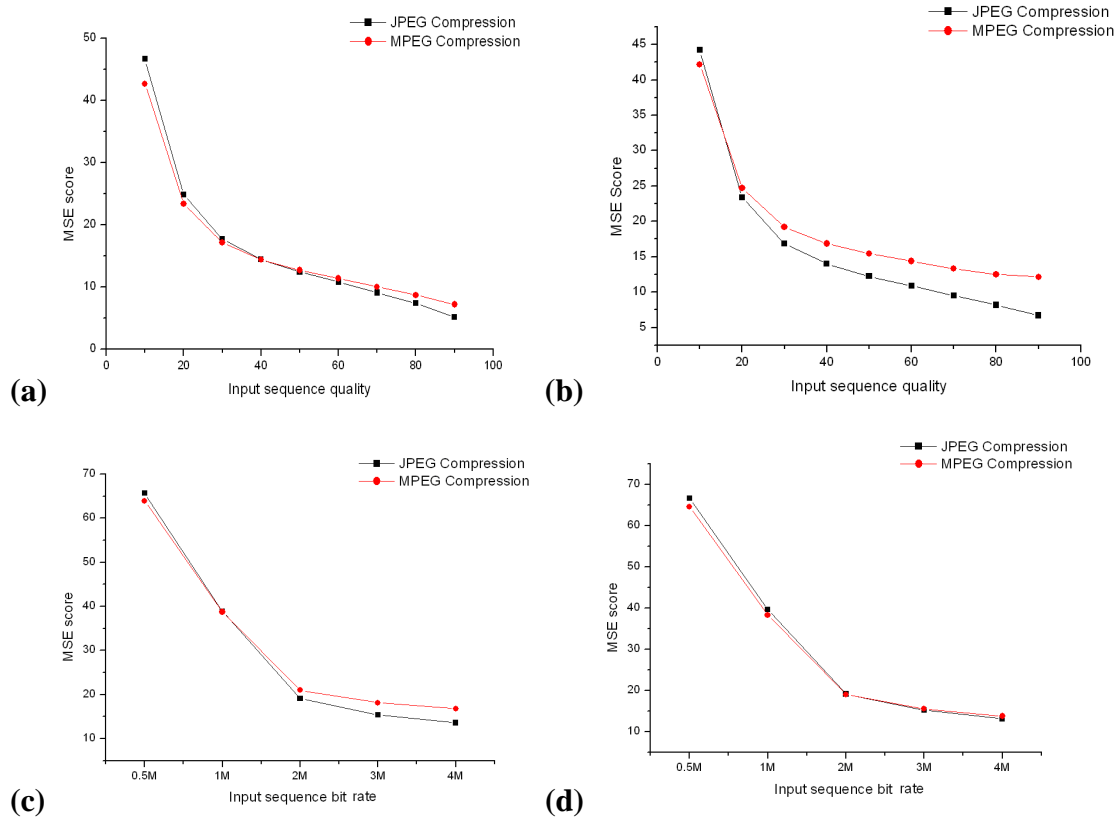 JPEG Compression
MPEG Compression
50
40
30
20
10
0
MSE score
0 20 40 60 80 100
Input sequence quality
(a)
JPEG Compression
MPEG Compression
45
40
35
30
25
20
15
10
5
MSE Score
0 20 40 60 80 100
Input sequence quality
(b)
JPEG Compression
MPEG Compression
70
60
50
40
30
20
10
MSE score
0.5M 1M 2M 3M 4M
Input sequence bit rate
(c)
JPEG Compression
MPEG Compression
70
60
50
40
30
20
10
MSE score
0.5M 1M 2M 3M 4M
Input sequence bit rate
(d)